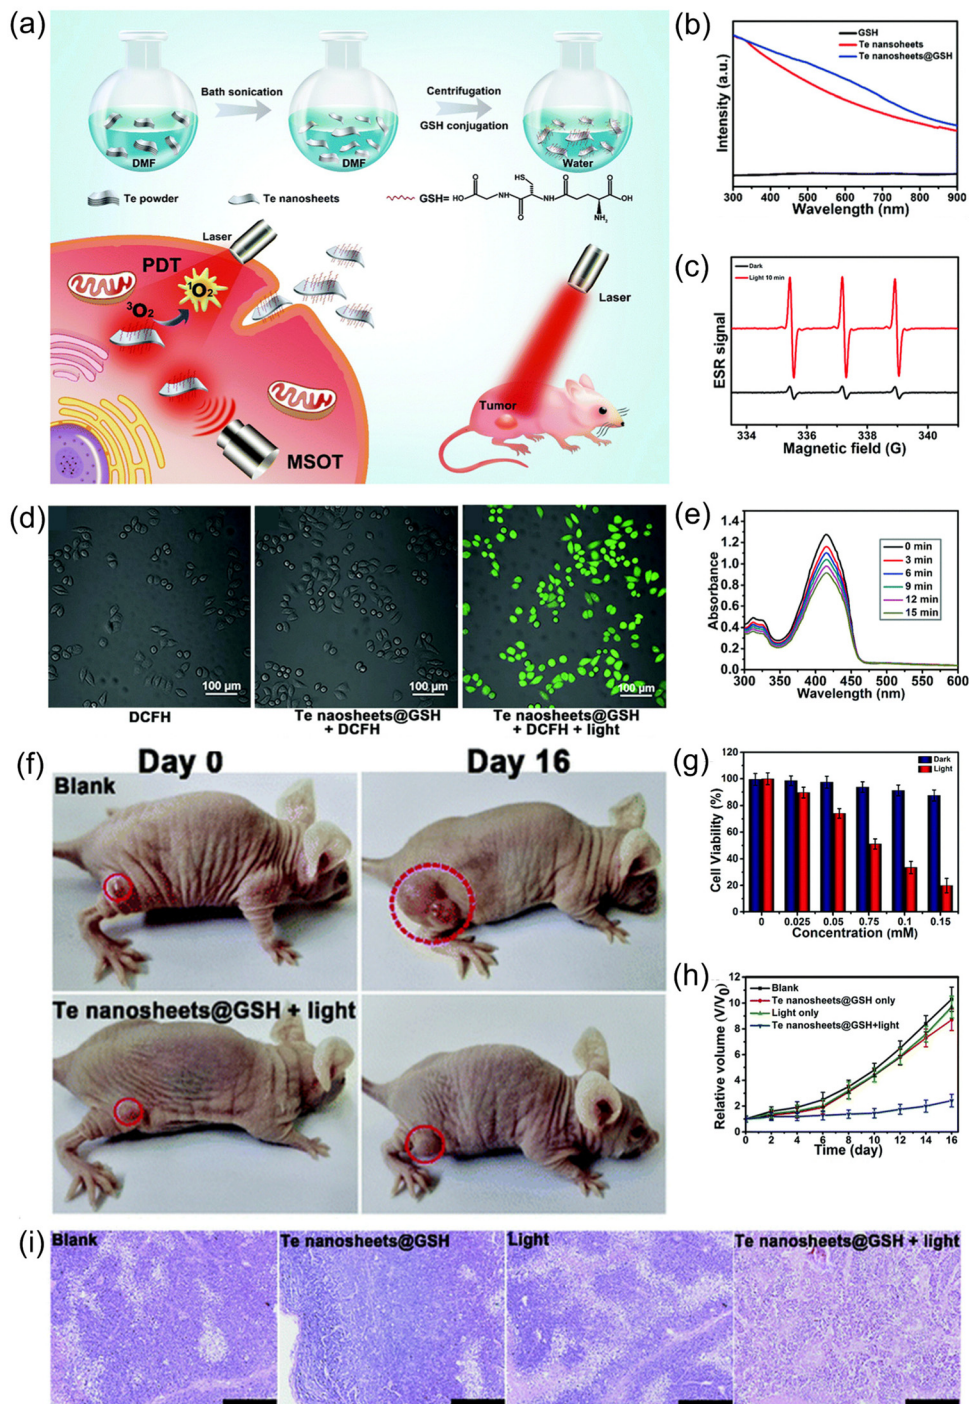 (a)
Bath sonication
Centrifugation
GSH conjugation
DMF
DMF
Water
Te powder
Te nanosheets
GSH=
HO
O
NH
HS
O
NH
O
O
NH₂
OH
Laser
PDT
¹O₂
³O₂
MSOT
Laser
Tumor
(b)
GSH
Te nansoheets
Te nanosheets@GSH
Intensity (a.u.)
300 400 500 600 700 800 900
Wavelength (nm)
(c)
Dark
Light 10 min
ESR signal
334 336 338 340
Magnetic field (G)
(d)
100 μm
100 μm
100 μm
DCFH
Te naosheets@GSH
+ DCFH
Te naosheets@GSH
+ DCFH + light
(e)
Absorbance
1.4
1.2
1.0
0.8
0.6
0.4
0.2
0.0
0 min
3 min
6 min
9 min
12 min
15 min
300 350 400 450 500 550 600
Wavelength (nm)
(f)
Day 0
Day 16
Blank
Te nanosheets@GSH + light
(g)
Dark
Light
Cell Viability (%)
120
100
80
60
40
20
0
0 0.025 0.05 0.75 0.1 0.15
Concentration (mM)
(h)
Blank
Te nanosheets@GSH only
Light only
Te nanosheets@GSH+light
Relative volume (V/V₀)
12
10
8
6
4
2
0
0 2 4 6 8 10 12 14 16
Time (day)
(i)
Blank
Te nanosheets@GSH
Light
Te nanosheets@GSH + light